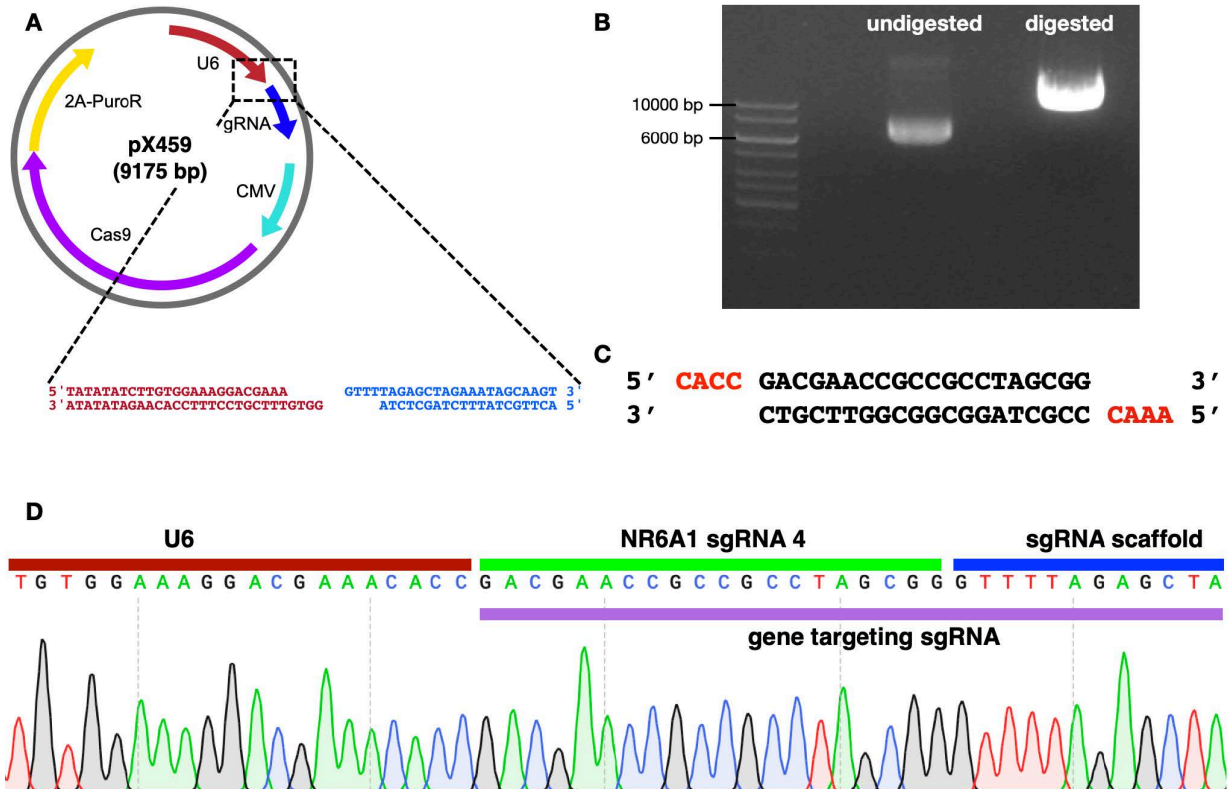 A
U6
gRNA
2A-PuroR
pX459
(9175 bp)
CMV
Cas9
5'TATATATCTTGTGGAAAGGACGAAA GTTTTAGAGCTAGAAATAGCAAGT 3'
3'ATATATAGAACACCTTTCCTGCTTTGTGG ATCTCGATCTTTATCGTTCA 5'
B
undigested digested
10000 bp
6000 bp
C
5′ CACC GACGAACCGCCGCCTAGCGG 3′
3′ CTGCTTGGCGGCGGATCGCC CAAA 5′
D
U6 NR6A1 sgRNA 4 sgRNA scaffold
T G T G G A A A G G A C G A A A C A C C G A C G A A C C G C C G C C T A G C G G G T T T T A G A G C T A
gene targeting sgRNA